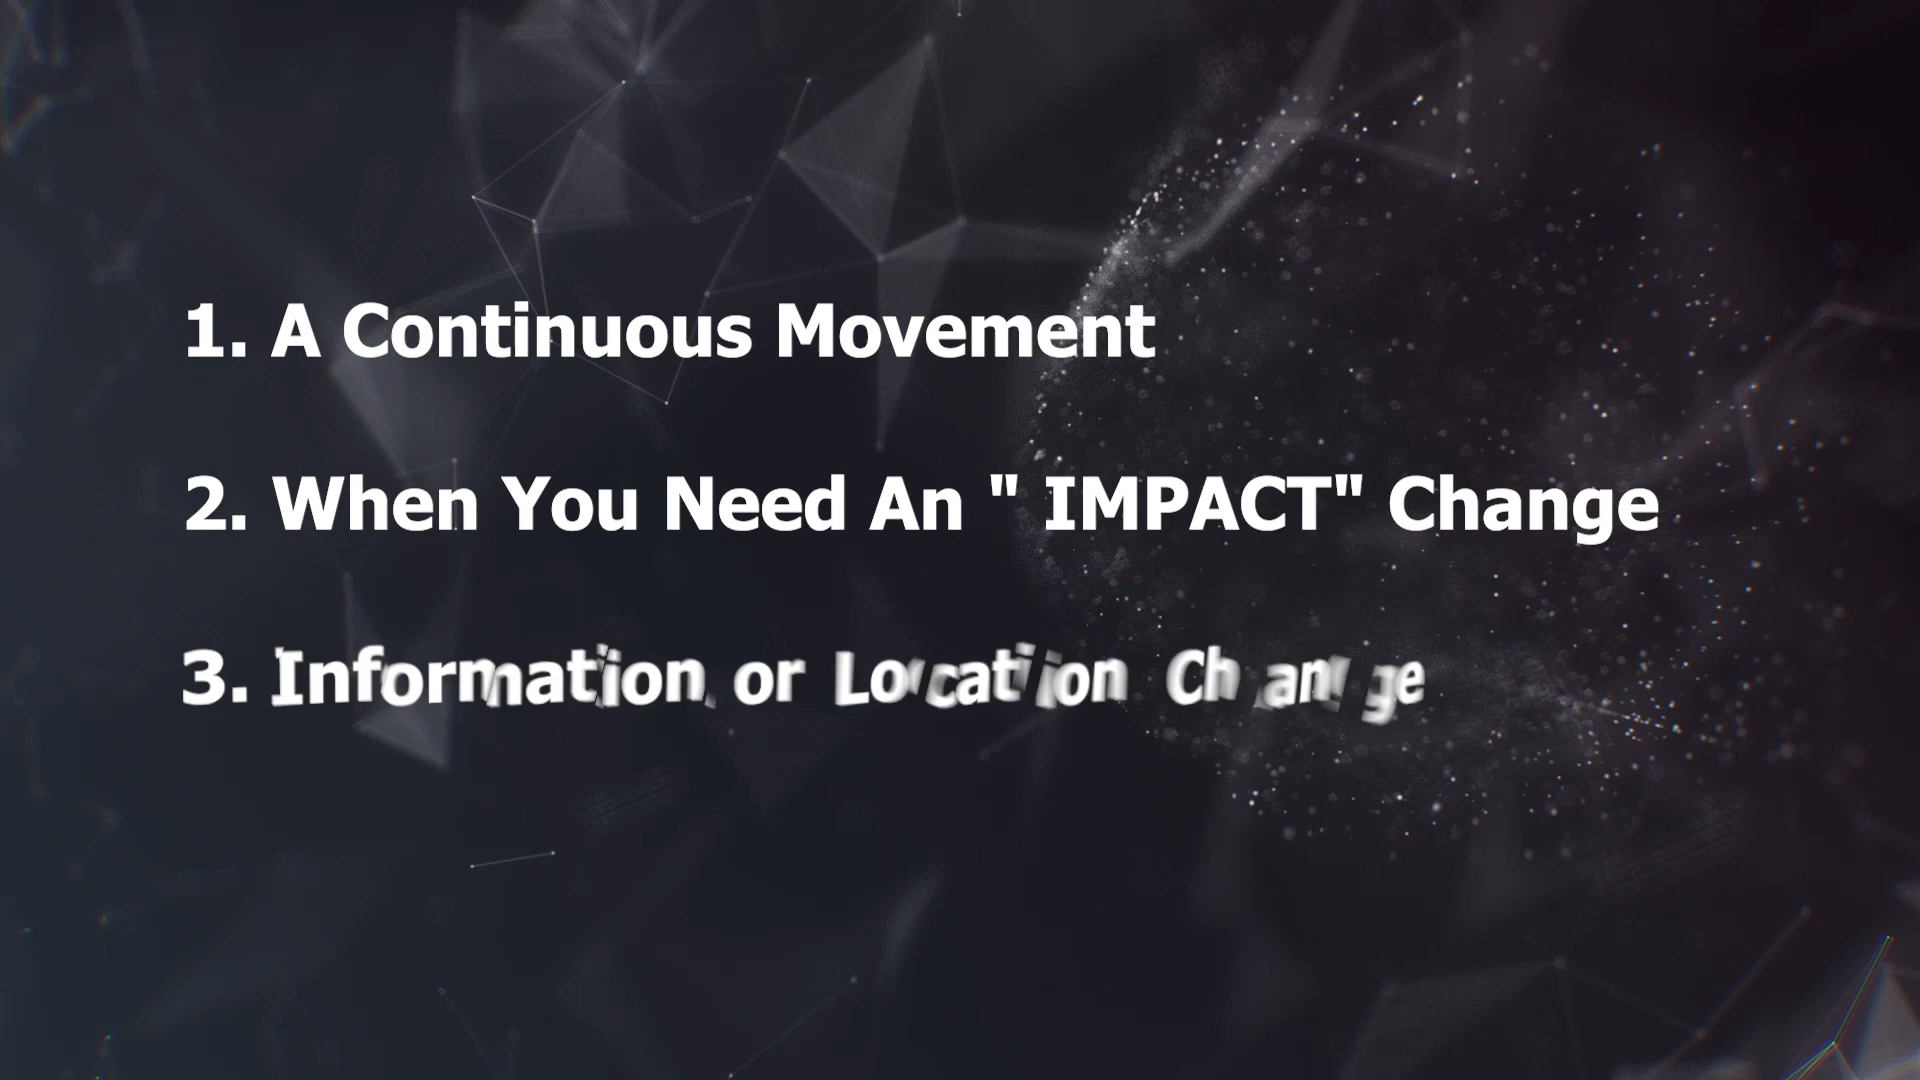 1. A Continuous Movement
2. When You Need An " IMPACT" Change
3. Information or Location Change